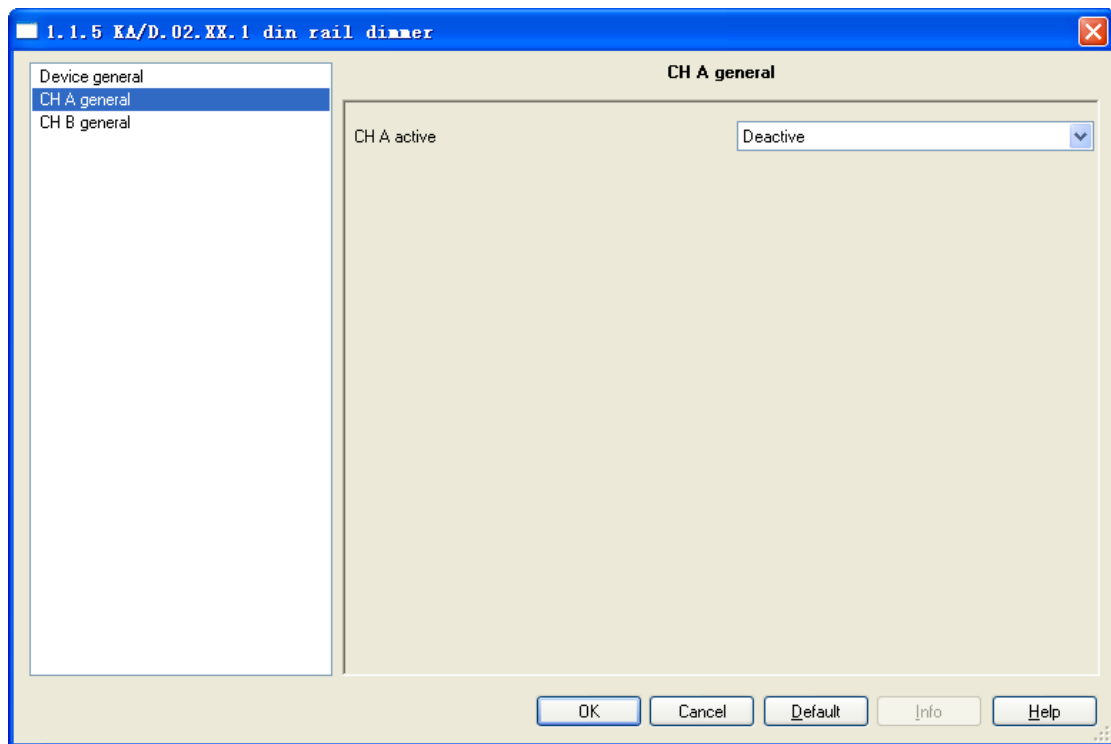 1.1.5 KA/D.02.XX.1 din rail dimmer
Device general
CH A general
CH B general
CH A general
CH A active
Deactive
OK
Cancel
Default
Info
Help